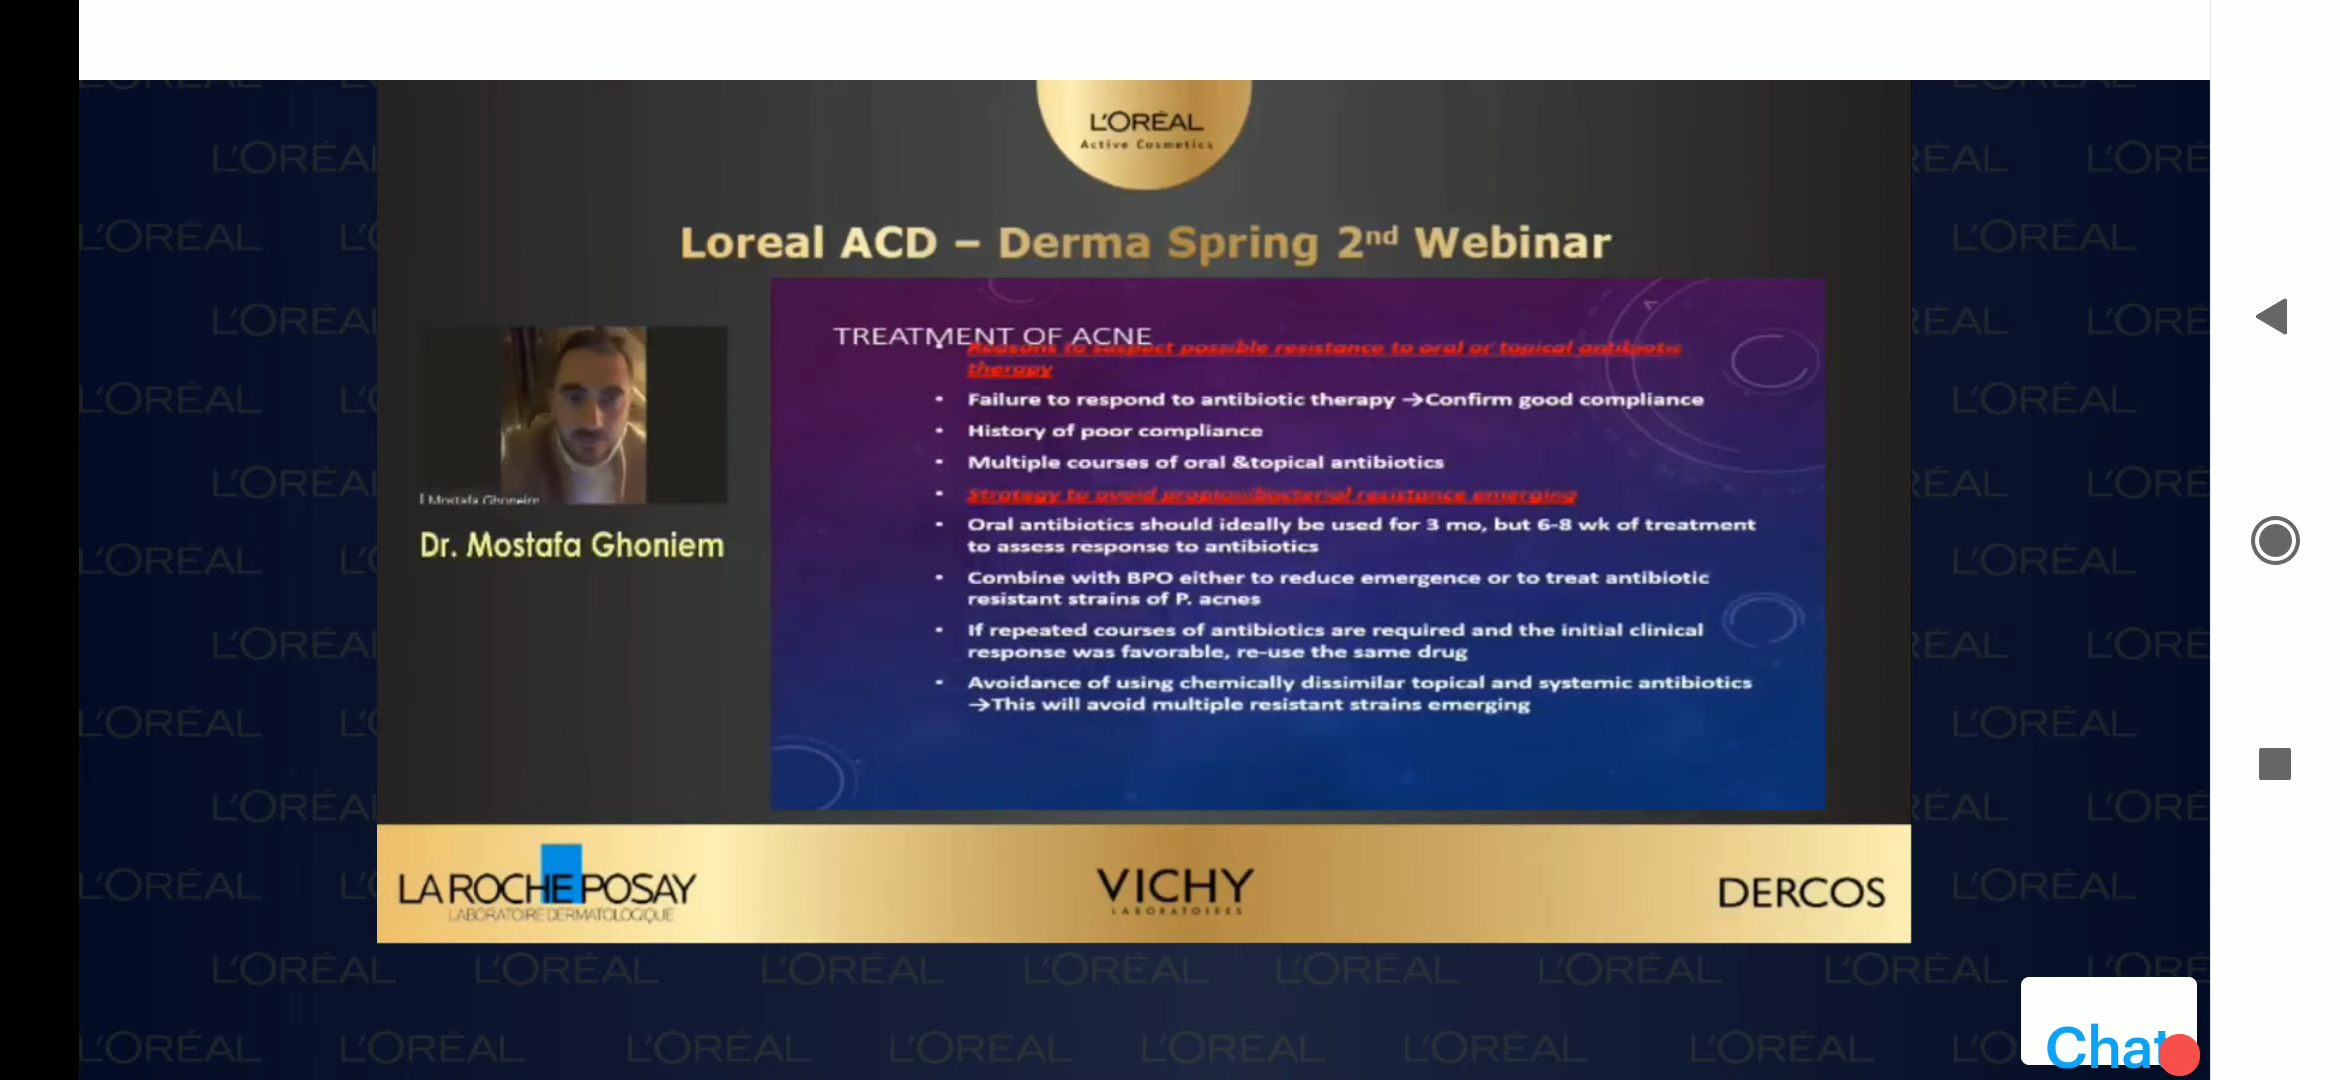 L'ORÉAL
Active Cosmetics
Loreal ACD – Derma Spring 2nd Webinar
TREATMENT OF ACNE
• Reasons to suspect possible resistance to oral or topical antibiotic
therapy
• Failure to respond to antibiotic therapy →Confirm good compliance
• History of poor compliance
• Multiple courses of oral &topical antibiotics
• Strategy to avoid propionibacterial resistance emerging
• Oral antibiotics should ideally be used for 3 mo, but 6-8 wk of treatment
to assess response to antibiotics
• Combine with BPO either to reduce emergence or to treat antibiotic
resistant strains of P. acnes
• If repeated courses of antibiotics are required and the initial clinical
response was favorable, re-use the same drug
• Avoidance of using chemically dissimilar topical and systemic antibiotics
→This will avoid multiple resistant strains emerging
Mostafa Ghoneim
Dr. Mostafa Ghoniem
LA ROCHE POSAY
LABORATOIRE DERMATOLOGIQUE
VICHY
LABORATOIRES
DERCOS
Chat